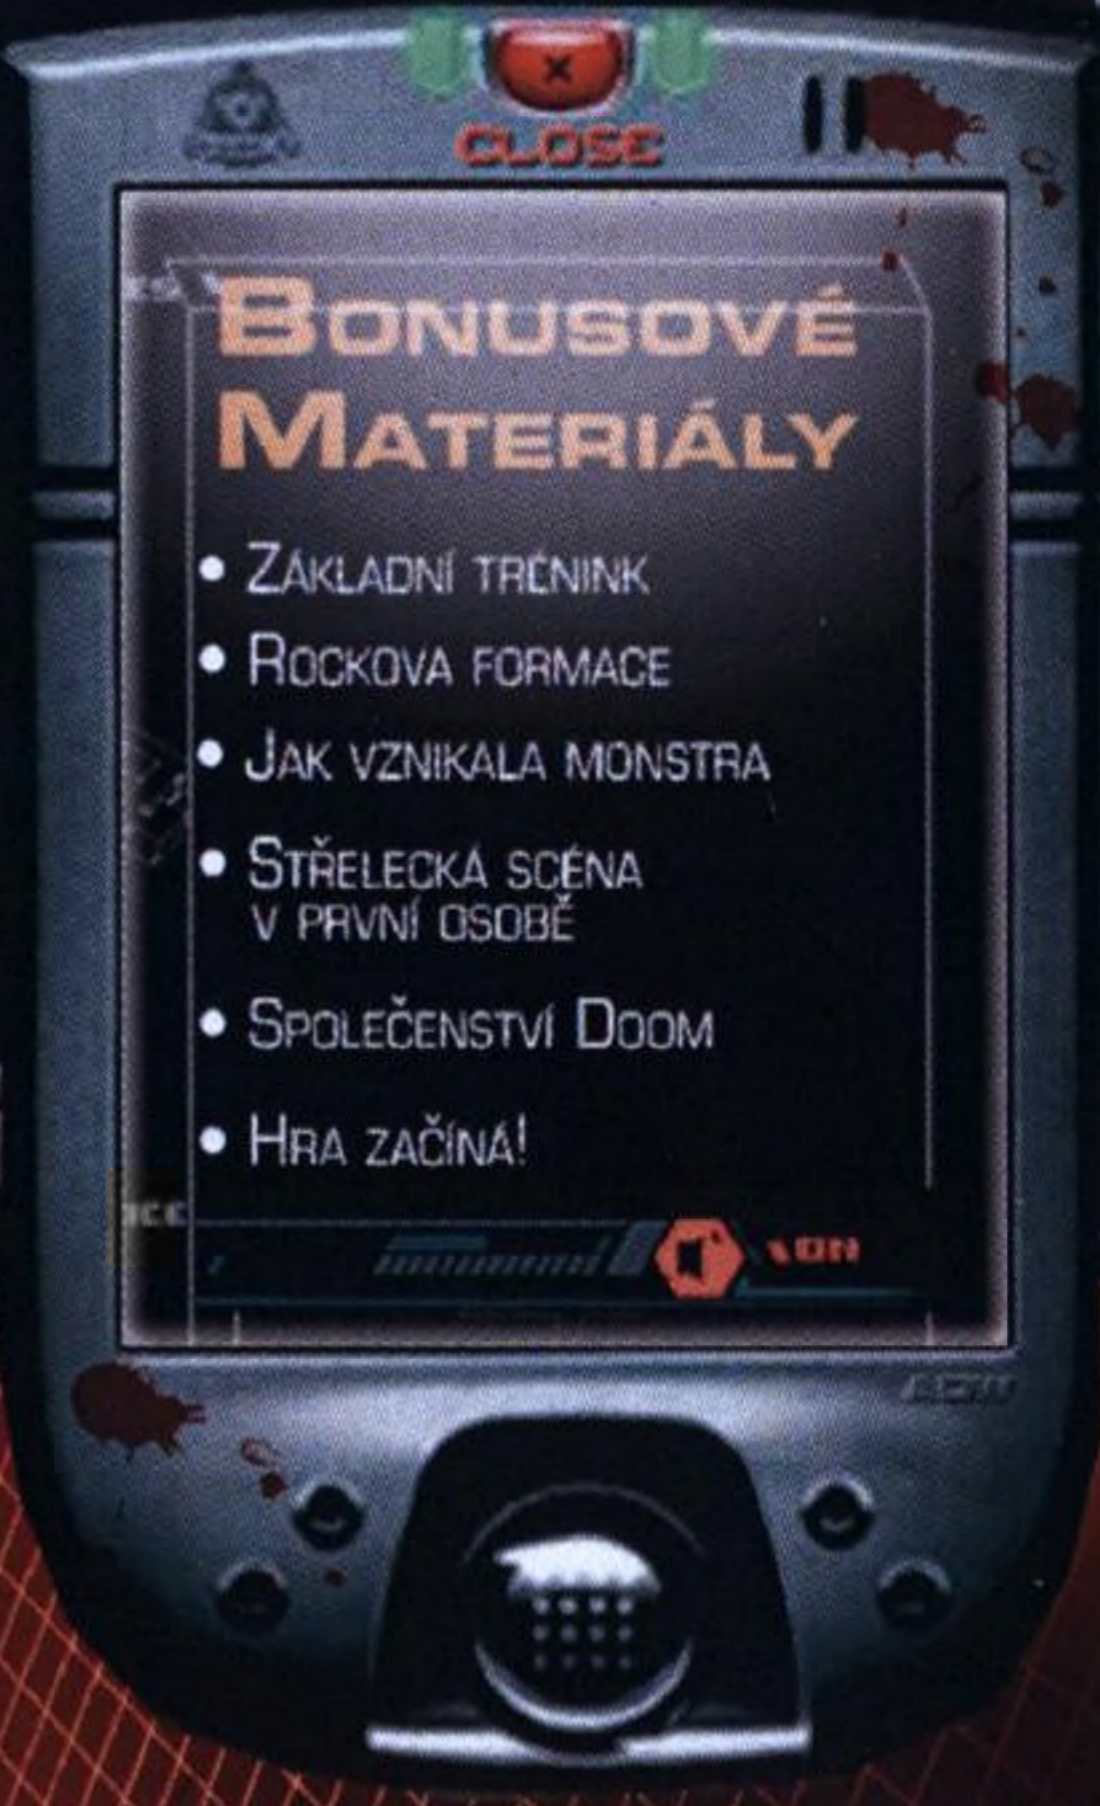 X
CLOSE
BONUSOVÉ
MATERIÁLY
• ZÁKLADNÍ TRÉNINK
• ROCKOVA FORMACE
• JAK VZNIKALA MONSTRA
• STŘELECKÁ SCÉNA
V PRVNÍ OSOBĚ
• SPOLEČENSTVÍ DOOM
• HRA ZAČÍNÁ!